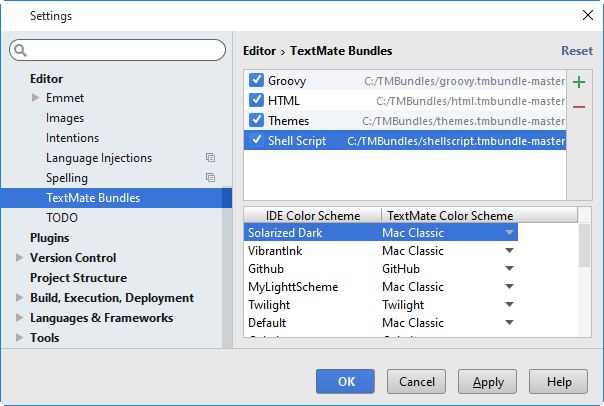 Settings
Editor › TextMate Bundles Reset
Editor
Emmet
Images
Intentions
Language Injections
Spelling
TextMate Bundles
TODO
Plugins
Version Control
Project Structure
Build, Execution, Deployment
Languages & Frameworks
Tools
Groovy C:/TMBundles/groovy.tmbundle-master
HTML C:/TMBundles/html.tmbundle-master
Themes C:/TMBundles/themes.tmbundle-master
Shell Script C:/TMBundles/shellscript.tmbundle-master
IDE Color Scheme TextMate Color Scheme
Solarized Dark Mac Classic
VibrantInk Mac Classic
Github GitHub
MyLighttScheme Mac Classic
Twilight Twilight
Default Mac Classic
OK Cancel Apply Help